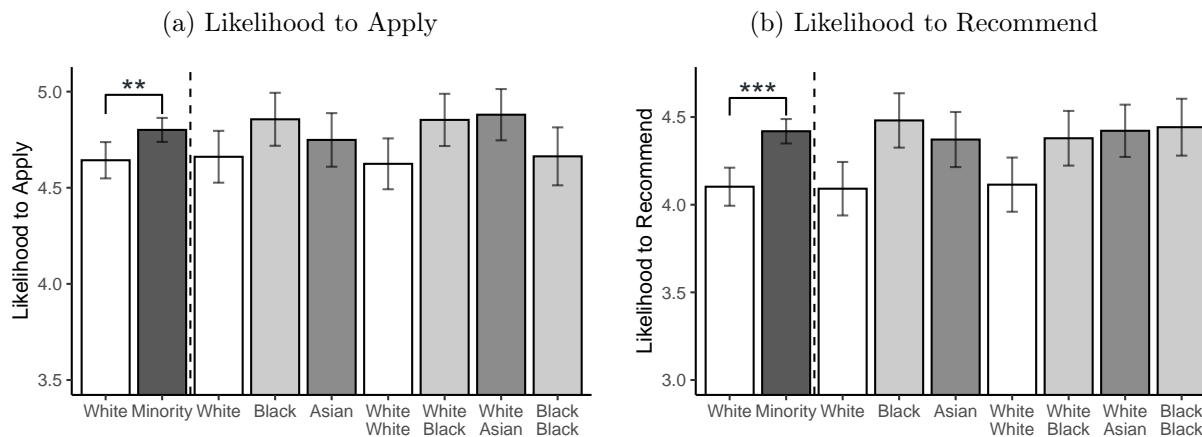 (a) Likelihood to Apply
**
Likelihood to Apply
5.0
4.5
4.0
3.5
White Minority White Black Asian White White White Black
White Black Asian Black
(b) Likelihood to Recommend
***
Likelihood to Recommend
4.5
4.0
3.5
3.0
White Minority White Black Asian White White White Black
White Black Asian Black